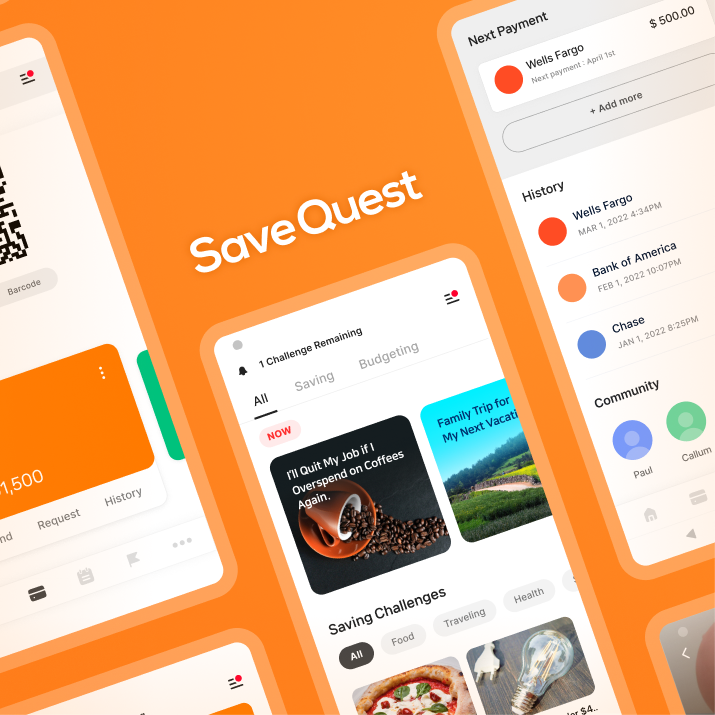 Next Payment
Wells Fargo
$ 500.00
Next payment : April 1st
+ Add more
SaveQuest
History
Wells Fargo
MAR 1, 2022 4:34PM
Bank of America
FEB 1, 2022 10:07PM
Chase
JAN 1, 2022 8:25PM
Community
Paul
Callum
Barcode
1,500
Request
History
1 Challenge Remaining
All
Saving
Budgeting
NOW
I'll Quit My Job if I
Overspend on Coffees
Again.
Family Trip for
My Next
Saving Challenges
All
Food
Traveling
Health